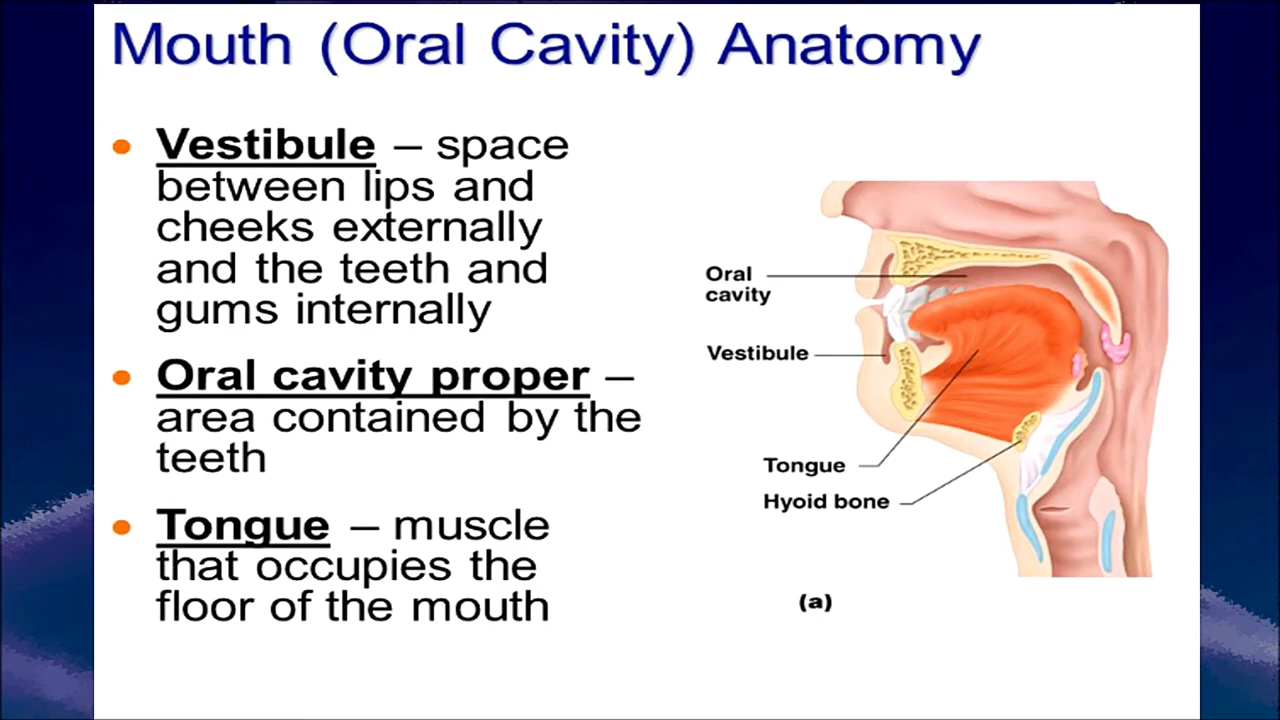 Mouth (Oral Cavity) Anatomy
• Vestibule – space
between lips and
cheeks externally
and the teeth and
gums internally
• Oral cavity proper –
area contained by the
teeth
• Tongue – muscle
that occupies the
floor of the mouth
Oral
cavity
Vestibule
Tongue
Hyoid bone
(a)